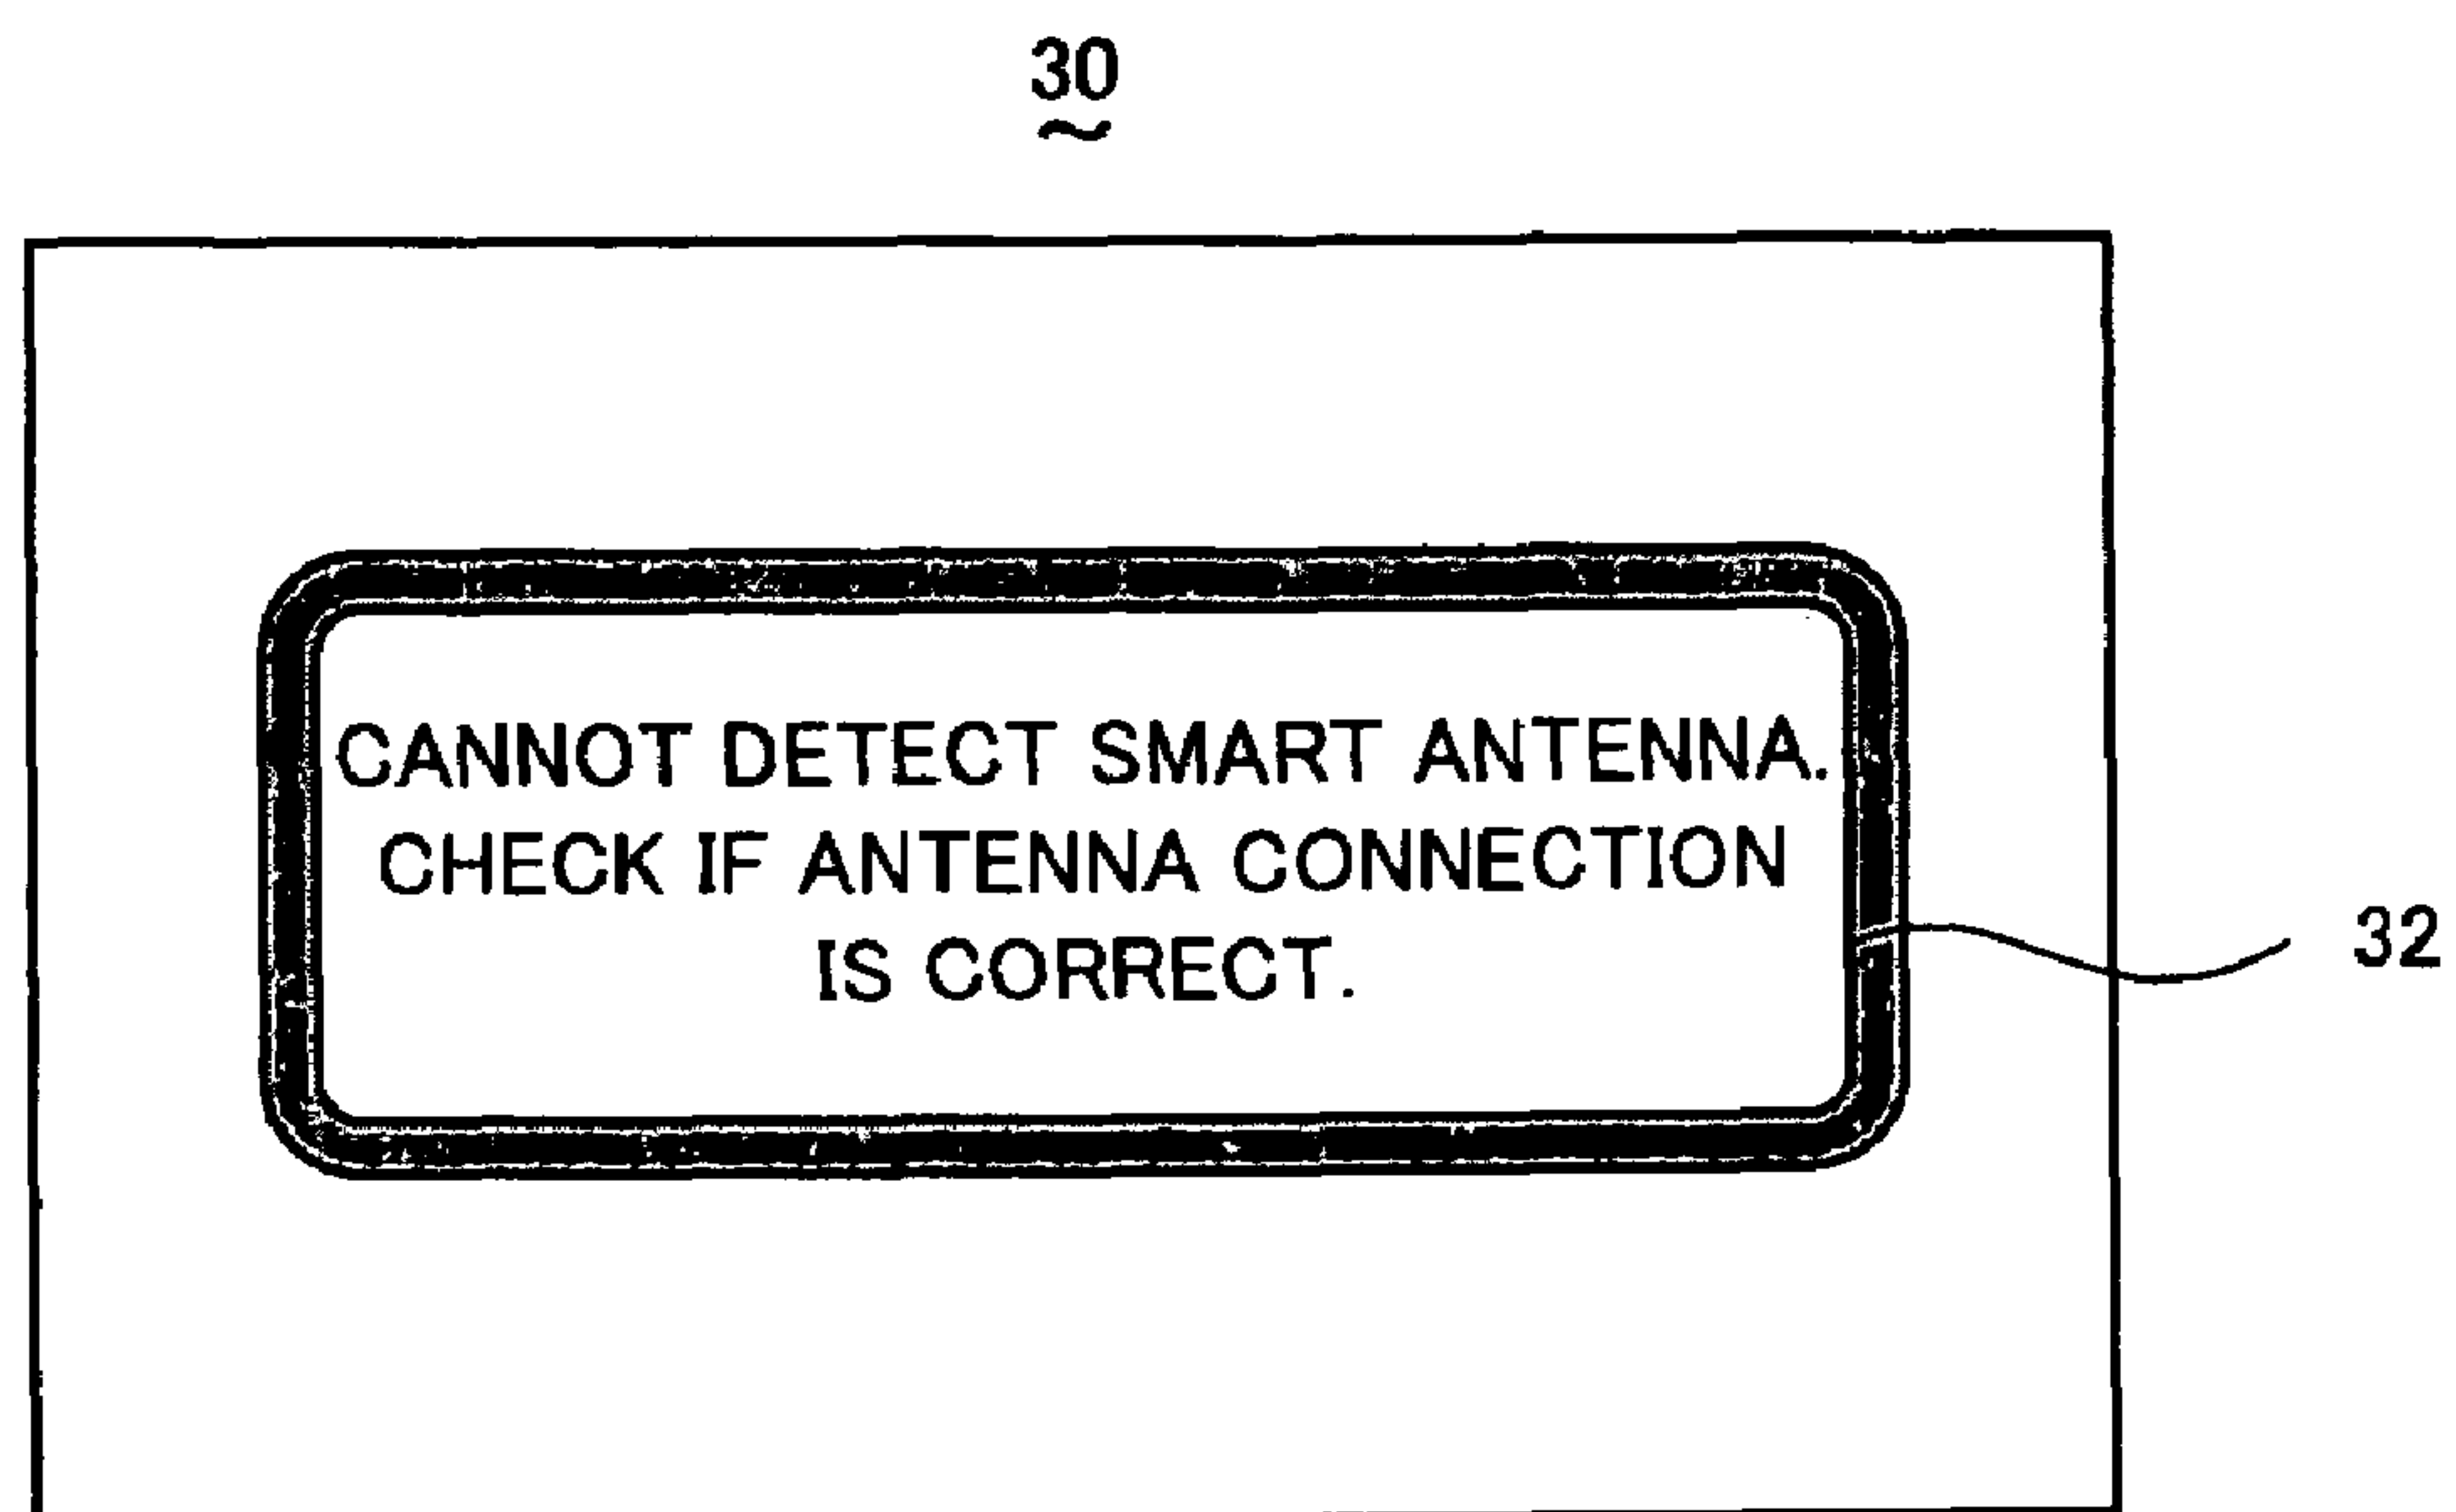 30
CANNOT DETECT SMART ANTENNA.
CHECK IF ANTENNA CONNECTION
IS CORRECT.
32